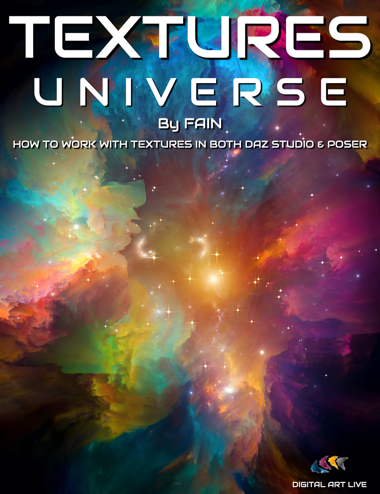 TEXTURES
UNIVERSE
By FAIN
HOW TO WORK WITH TEXTURES IN BOTH DAZ STUDIO & POSER
DIGITAL ART LIVE